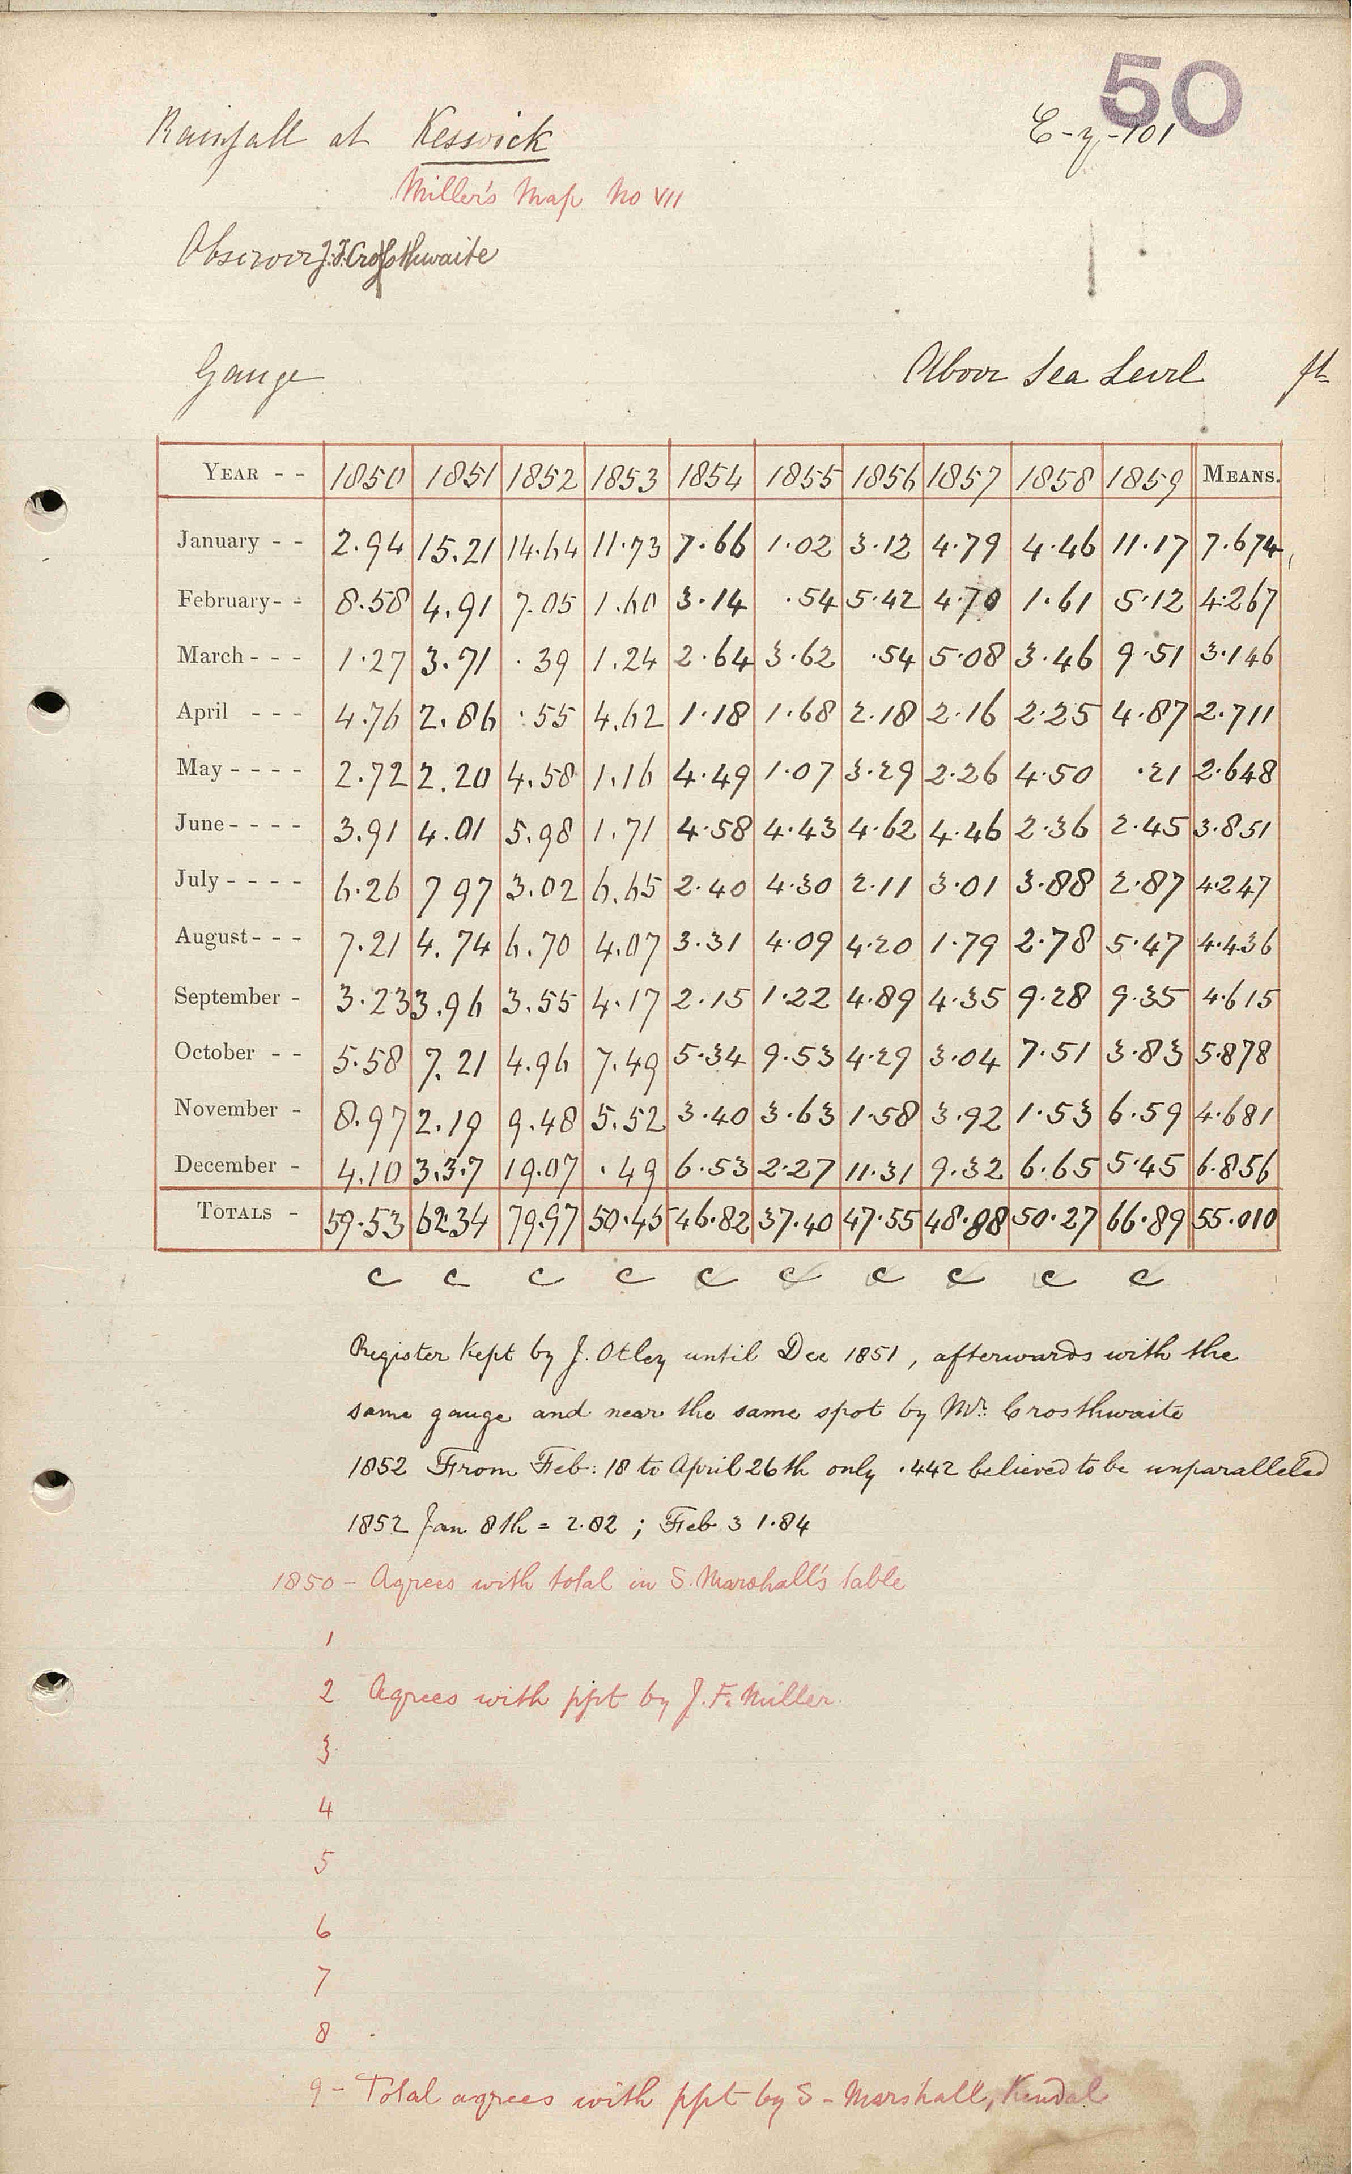 50
Rainfall at Keswick E-y-101
Miller's Map No VII
Observer J.F. Crosthwaite
Gauge Above Sea Level ft
YEAR - - 1850 1851 1852 1853 1854 1855 1856 1857 1858 1859 MEANS.
January - - 2.94 15.21 14.64 11.73 7.66 1.02 3.12 4.79 4.46 11.17 7.674
February- - 8.58 4.91 7.05 1.60 3.14 .54 5.42 4.70 1.61 5.12 4.267
March - - - 1.27 3.71 .39 1.24 2.64 3.62 .54 5.08 3.46 9.51 3.146
April - - - 4.76 2.86 .55 4.62 1.18 1.68 2.18 2.16 2.25 4.87 2.711
May - - - - 2.72 2.20 4.58 1.16 4.49 1.07 3.29 2.26 4.50 .21 2.648
June - - - - 3.91 4.01 5.98 1.71 4.58 4.43 4.62 4.46 2.36 2.45 3.851
July - - - - 6.26 7 97 3.02 6.65 2.40 4.30 2.11 3.01 3.88 2.87 4.247
August - - - 7.21 4.74 6.70 4.07 3.31 4.09 4.20 1.79 2.78 5.47 4.436
September - 3.23 3.96 3.55 4.17 2.15 1.22 4.89 4.35 9.28 9.35 4.615
October - - 5.58 7.21 4.96 7.49 5.34 9.53 4.29 3.04 7.51 3.83 5.878
November - 8.97 2.19 9.48 5.52 3.40 3.63 1.58 3.92 1.53 6.59 4.681
December - 4.10 3.3.7 19.07 .49 6.53 2.27 11.31 9.32 6.65 5.45 6.856
TOTALS - 59.53 62.34 79.97 50.45 46.82 37.40 47.55 48.88 50.27 66.89 55.010
c c c c c c c c c c
Register kept by J. Otley until Dec 1851, afterwards with the
same gauge and near the same spot by Mr. Crosthwaite
1852 From Feb: 18 to April 26th only .442 believed to be unparalleled
1852 Jan 8th = 2.82 ; Feb 3 1.84
1850 - Agrees with total in S. Marshall's table
1
2 Agrees with ppt by J. F. Miller.
3
4
5
6
7
8
9 - Total agrees with ppt by S - Marshall, Kendal